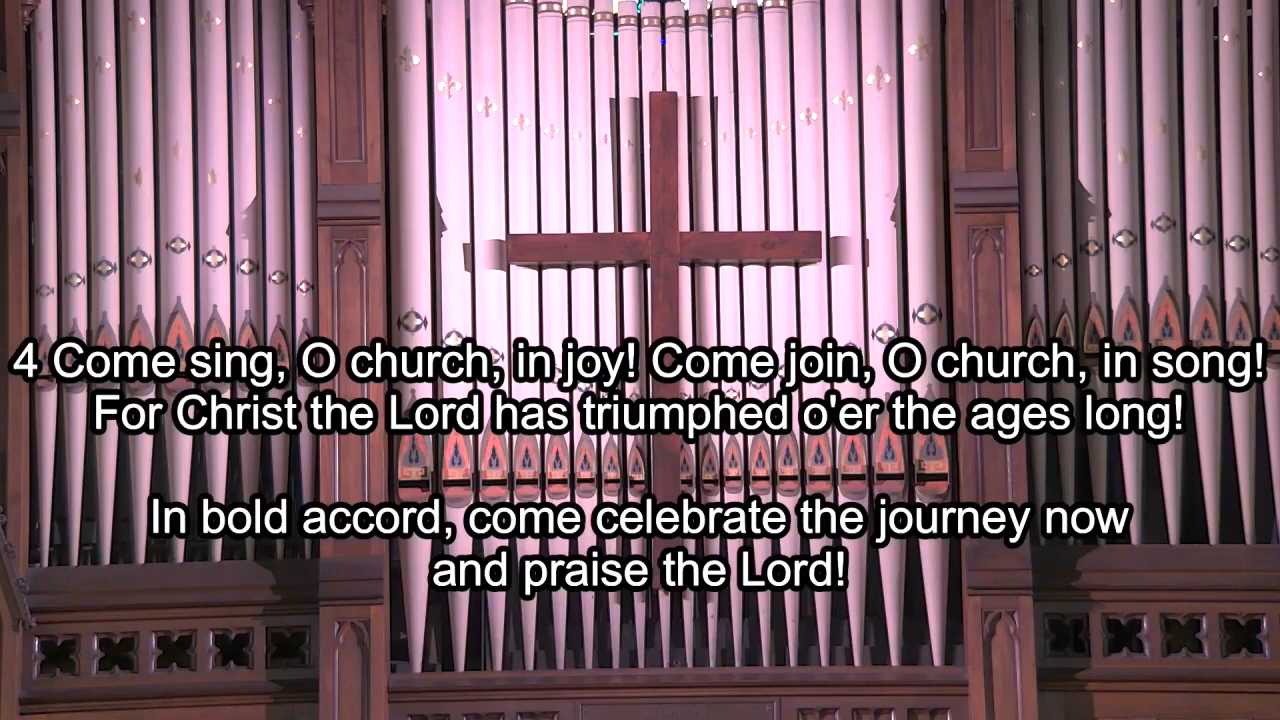 4 Come sing, O church, in joy! Come join, O church, in song!
For Christ the Lord has triumphed o'er the ages long!
In bold accord, come celebrate the journey now
and praise the Lord!